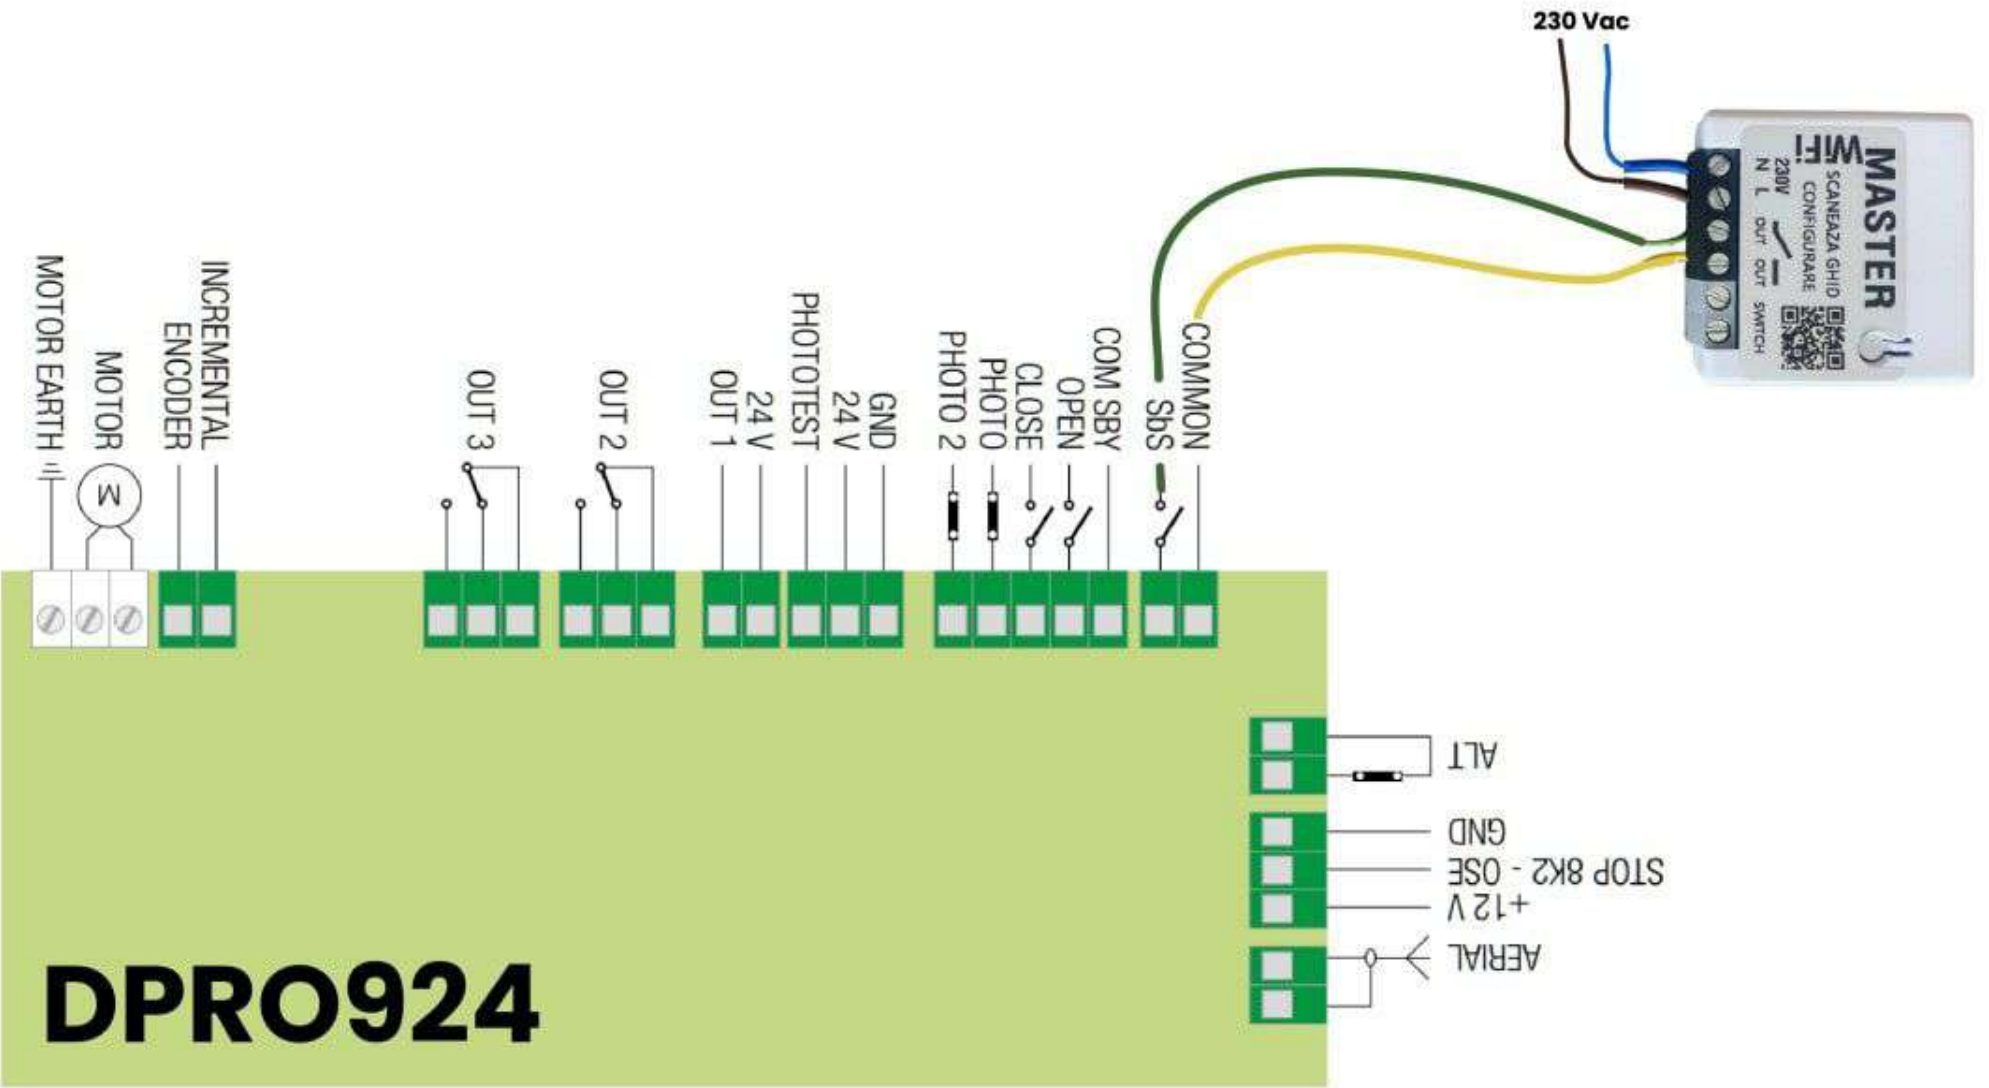 230 Vac
MASTER
WiFi
SCANEAZA GHID
CONFIGURARE
230V
N L OUT OUT SWITCH
MOTOR EARTH
MOTOR
M
ENCODER
INCREMENTAL
OUT 3
OUT 2
OUT 1
24 V
PHOTOTEST
24 V
GND
PHOTO 2
PHOTO
CLOSE
OPEN
COM SBY
SbS
COMMON
ALT
GND
STOP 8K2 - OSE
+12 V
AERIAL
DPRO924